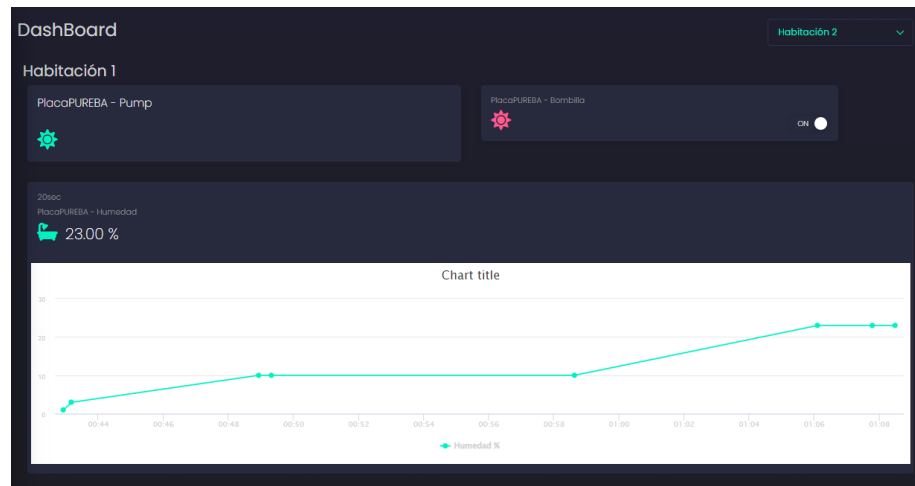 DashBoard
Habitación 2
Habitación 1
PlacaPUREBA - Pump
PlacaPUREBA - Bombilla
ON
20sec
PlacaPUREBA - Humedad
23.00 %
Chart title
30
20
10
0
00:44 00:46 00:48 00:50 00:52 00:54 00:56 00:58 01:00 01:02 01:04 01:06 01:08
Humedad %